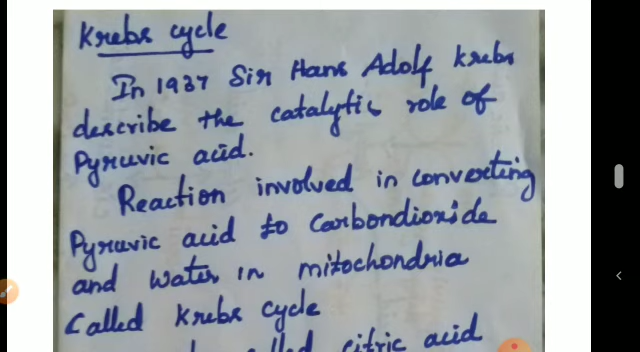 Krebs cycle
In 1937 Sir Hans Adolf Krebs
describe the catalytic role of
Pyruvic acid.
Reaction involved in converting
Pyruvic acid to Carbondioxide
and water in mitochondria
Called Krebs cycle
called citric acid